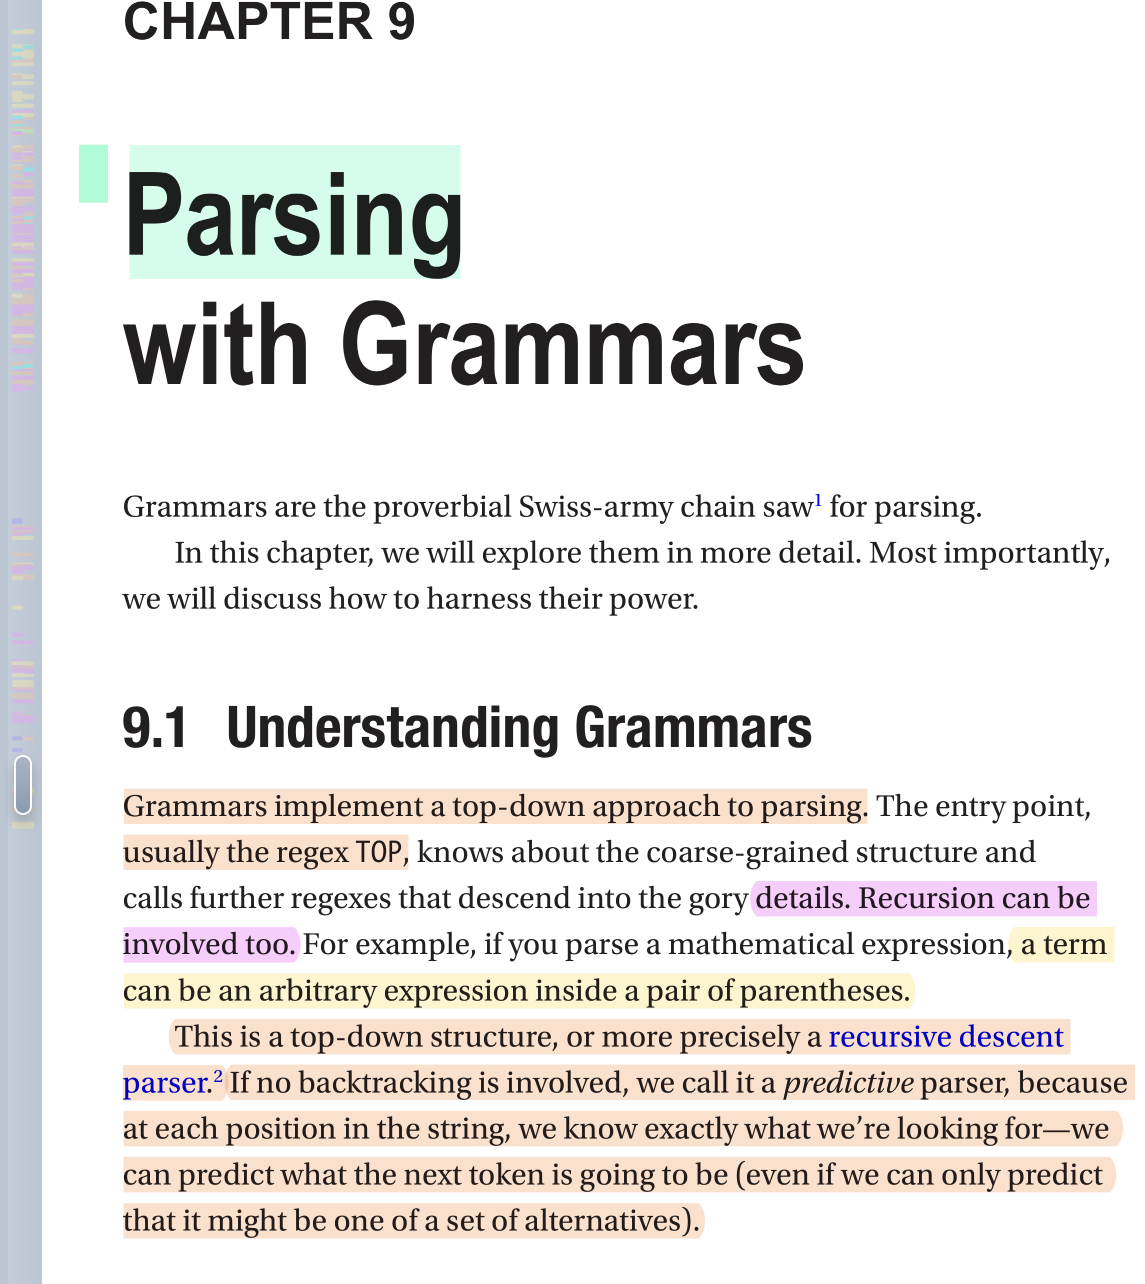 CHAPTER 9
Parsing
with Grammars
Grammars are the proverbial Swiss-army chain saw1 for parsing.
In this chapter, we will explore them in more detail. Most importantly,
we will discuss how to harness their power.
9.1 Understanding Grammars
Grammars implement a top-down approach to parsing. The entry point,
usually the regex TOP, knows about the coarse-grained structure and
calls further regexes that descend into the gory details. Recursion can be
involved too. For example, if you parse a mathematical expression, a term
can be an arbitrary expression inside a pair of parentheses.
This is a top-down structure, or more precisely a recursive descent
parser.2 If no backtracking is involved, we call it a predictive parser, because
at each position in the string, we know exactly what we’re looking for—we
can predict what the next token is going to be (even if we can only predict
that it might be one of a set of alternatives).